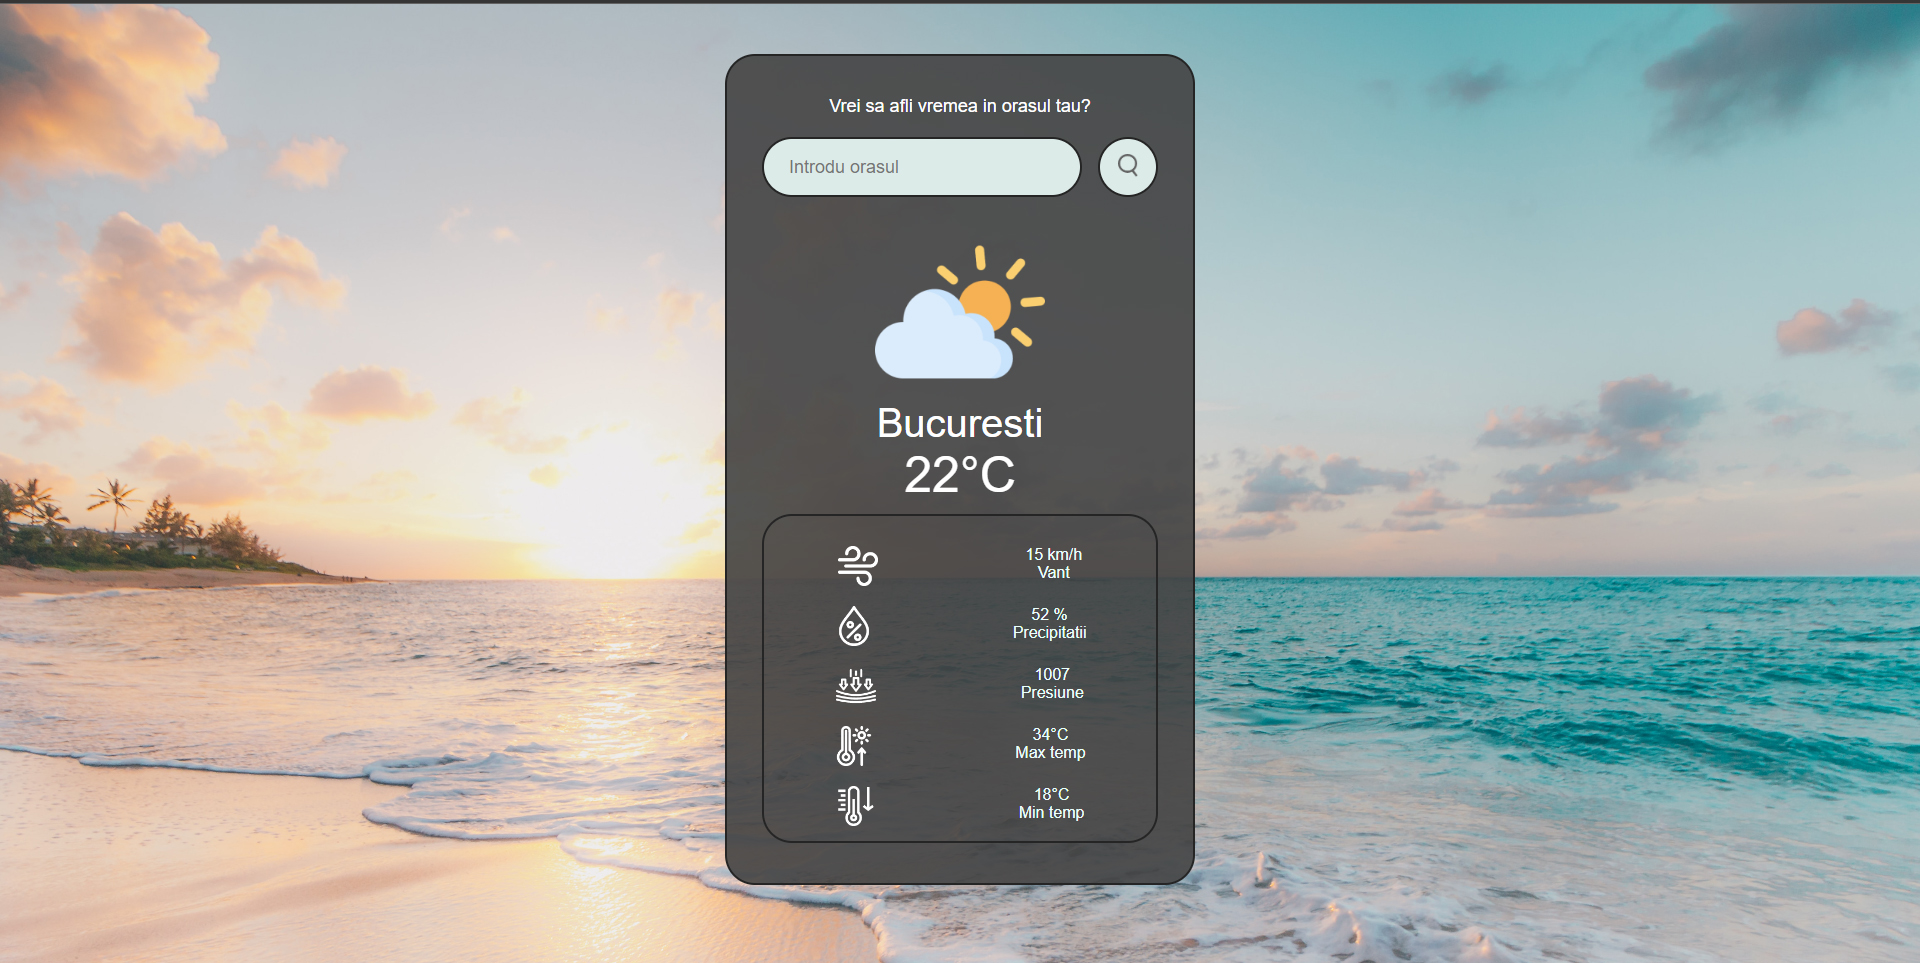 Vrei sa afli vremea in orasul tau?
Introdu orasul
Bucuresti
22°C
15 km/h
Vant
52 %
Precipitatii
1007
Presiune
34°C
Max temp
18°C
Min temp